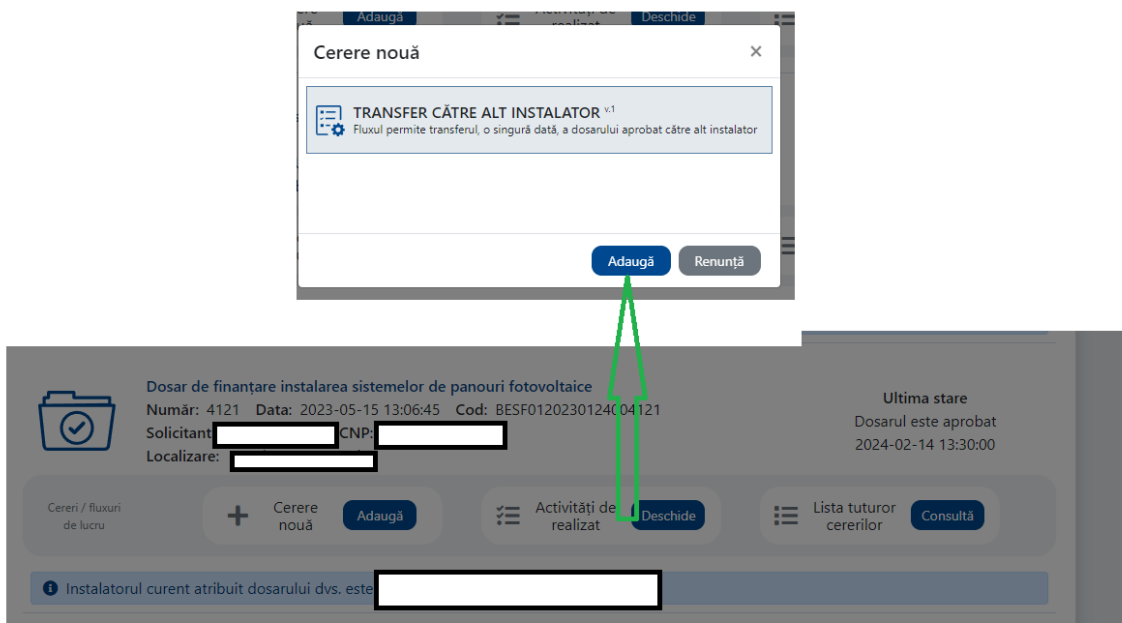 Adaugă
Activități de
realizat
Deschide
Cerere nouă
×
TRANSFER CĂTRE ALT INSTALATOR v.1
Fluxul permite transferul, o singură dată, a dosarului aprobat către alt instalator
Adaugă
Renunță
Dosar de finanțare instalarea sistemelor de panouri fotovoltaice
Număr: 4121 Data: 2023-05-15 13:06:45 Cod: BESF0120230124004121
Solicitant CNP:
Localizare:
Ultima stare
Dosarul este aprobat
2024-02-14 13:30:00
Cereri / fluxuri
de lucru
Cerere
nouă
Adaugă
Activități de
realizat
Deschide
Lista tuturor
cererilor
Consultă
Instalatorul curent atribuit dosarului dvs. este